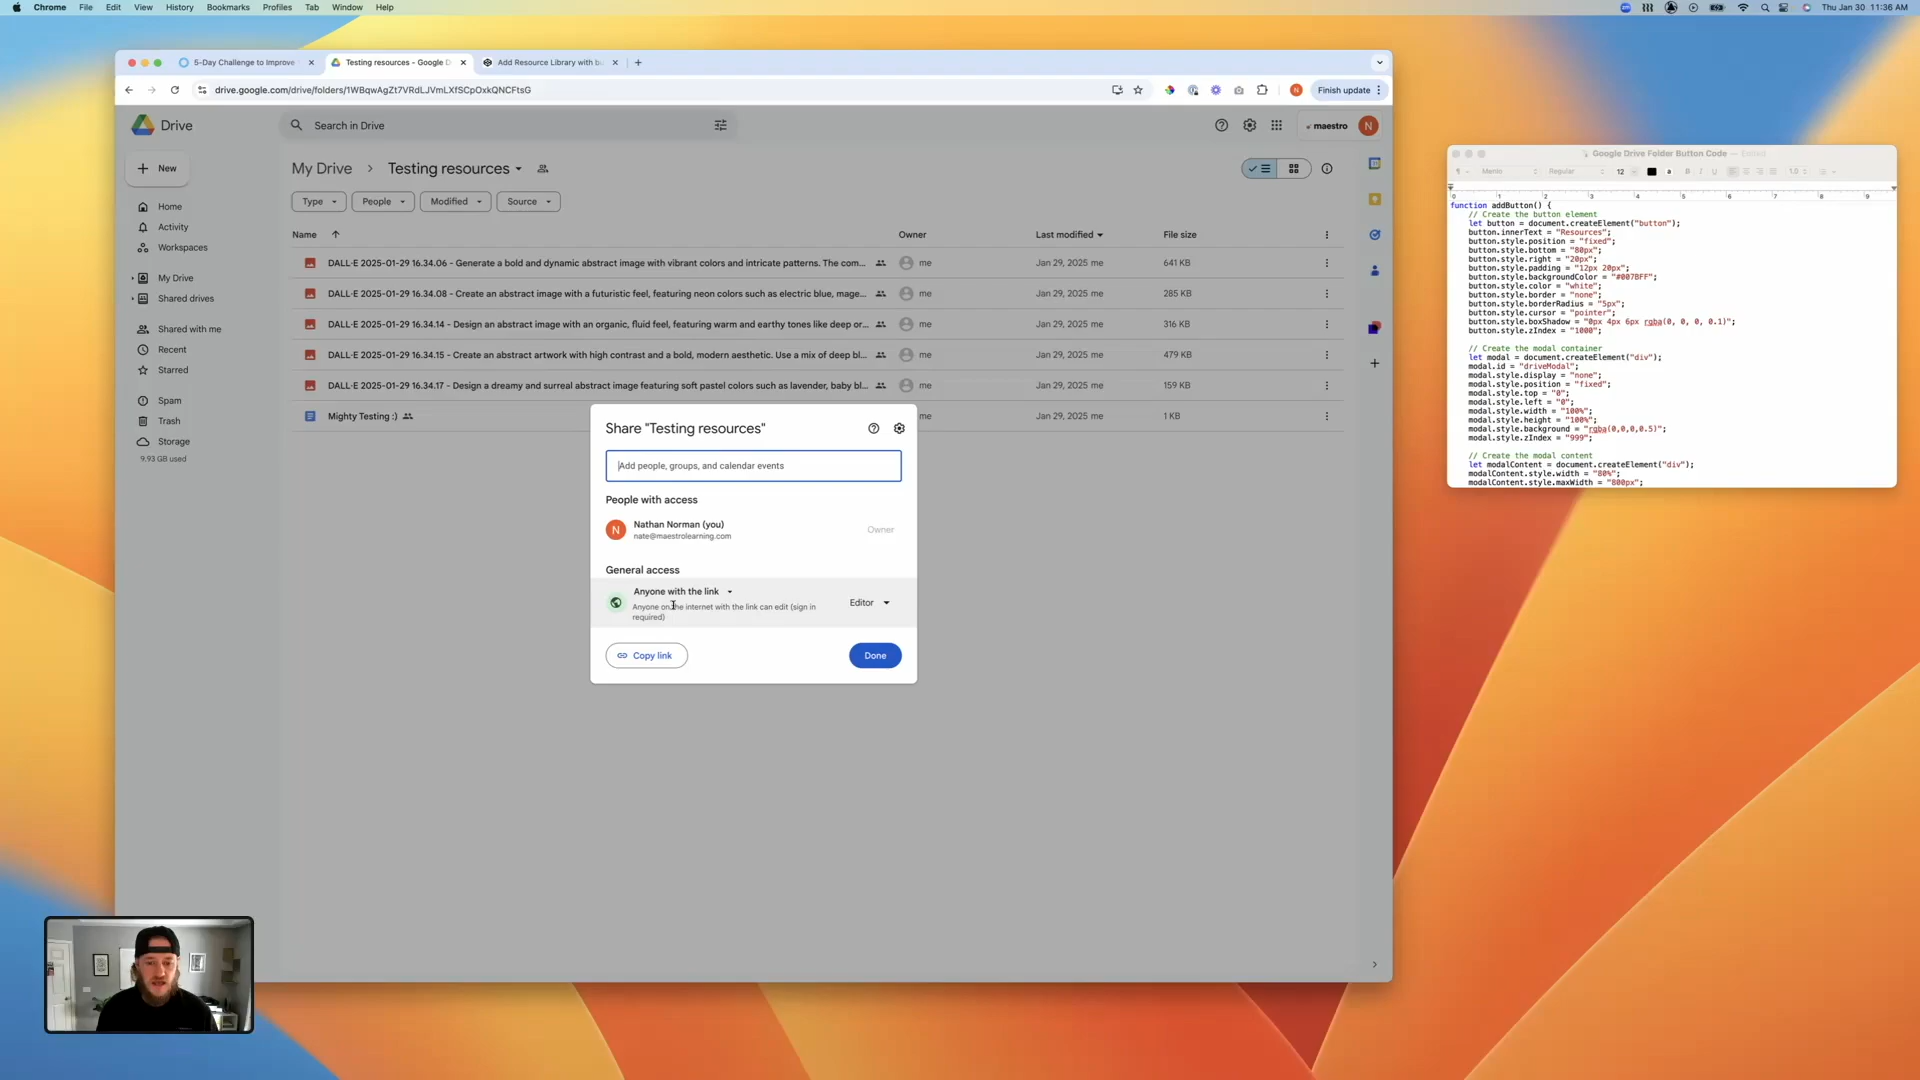 Chrome File Edit View History Bookmarks Profiles Tab Window Help
Thu Jan 30 11:36 AM
5-Day Challenge to Improve
Testing resources - Google D
Add Resource Library with bu
drive.google.com/drive/folders/1WBqwAgZt7VRdLJVmLXfSCpOxkQNCFtsG
N
Finish update
Drive
Search in Drive
maestro
N
New
My Drive > Testing resources
Type
People
Modified
Source
Home
Activity
Workspaces
My Drive
Shared drives
Shared with me
Recent
Starred
Spam
Trash
Storage
9.93 GB used
Name Owner Last modified File size
DALL·E 2025-01-29 16.34.06 - Generate a bold and dynamic abstract image with vibrant colors and intricate patterns. The com... me Jan 29, 2025 me 641 KB
DALL·E 2025-01-29 16.34.08 - Create an abstract image with a futuristic feel, featuring neon colors such as electric blue, mage... me Jan 29, 2025 me 285 KB
DALL·E 2025-01-29 16.34.14 - Design an abstract image with an organic, fluid feel, featuring warm and earthy tones like deep or... me Jan 29, 2025 me 316 KB
DALL·E 2025-01-29 16.34.15 - Create an abstract artwork with high contrast and a bold, modern aesthetic. Use a mix of deep bl... me Jan 29, 2025 me 479 KB
DALL·E 2025-01-29 16.34.17 - Design a dreamy and surreal abstract image featuring soft pastel colors such as lavender, baby bl... me Jan 29, 2025 me 159 KB
Mighty Testing :) me Jan 29, 2025 me 1 KB
Share "Testing resources"
Add people, groups, and calendar events
People with access
N
Nathan Norman (you)
nate@maestrolearning.com
Owner
General access
Anyone with the link
Anyone on the internet with the link can edit (sign in
required)
Editor
Copy link
Done
Google Drive Folder Button Code — Edited
Menlo Regular 12 B I U 1.0
0 1 2 3 4 5 6 7 8 9
function addButton() {
// Create the button element
let button = document.createElement("button");
button.innerText = "Resources";
button.style.position = "fixed";
button.style.bottom = "80px";
button.style.right = "20px";
button.style.padding = "12px 20px";
button.style.backgroundColor = "#007BFF";
button.style.color = "white";
button.style.border = "none";
button.style.borderRadius = "5px";
button.style.cursor = "pointer";
button.style.boxShadow = "0px 4px 6px rgba(0, 0, 0, 0.1)";
button.style.zIndex = "1000";
// Create the modal container
let modal = document.createElement("div");
modal.id = "driveModal";
modal.style.display = "none";
modal.style.position = "fixed";
modal.style.top = "0";
modal.style.left = "0";
modal.style.width = "100%";
modal.style.height = "100%";
modal.style.background = "rgba(0,0,0,0.5)";
modal.style.zIndex = "999";
// Create the modal content
let modalContent = document.createElement("div");
modalContent.style.width = "80%";
modalContent.style.maxWidth = "800px";